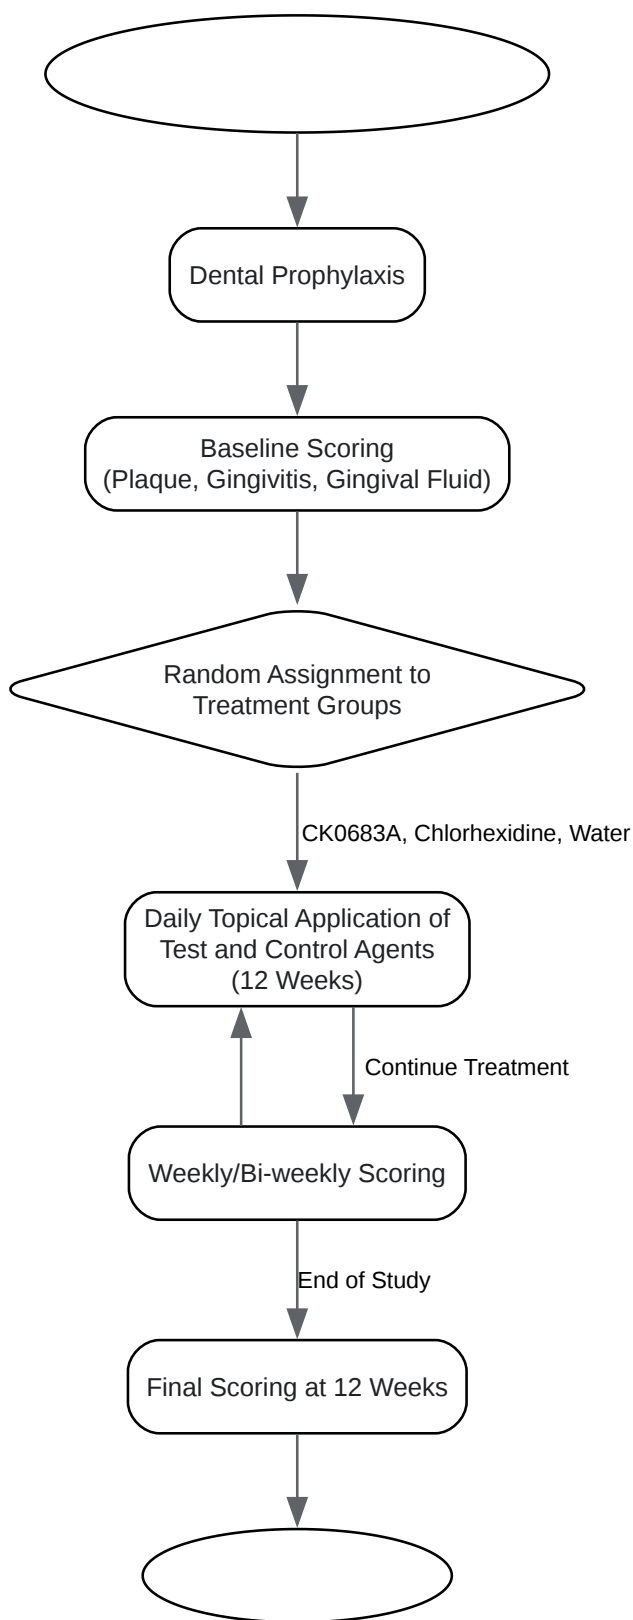 Dental Prophylaxis
Baseline Scoring
(Plaque, Gingivitis, Gingival Fluid)
Random Assignment to
Treatment Groups
CK0683A, Chlorhexidine, Water
Daily Topical Application of
Test and Control Agents
(12 Weeks)
Continue Treatment
Weekly/Bi-weekly Scoring
End of Study
Final Scoring at 12 Weeks